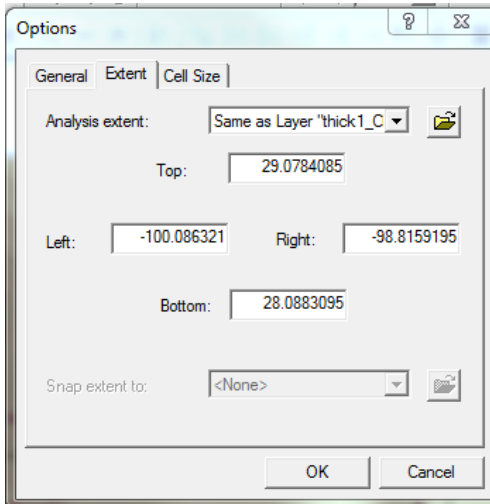 Options
General Extent Cell Size
Analysis extent: Same as Layer "thick1_C
Top: 29.0784085
Left: -100.086321 Right: -98.8159195
Bottom: 28.0883095
Snap extent to: <None>
OK Cancel